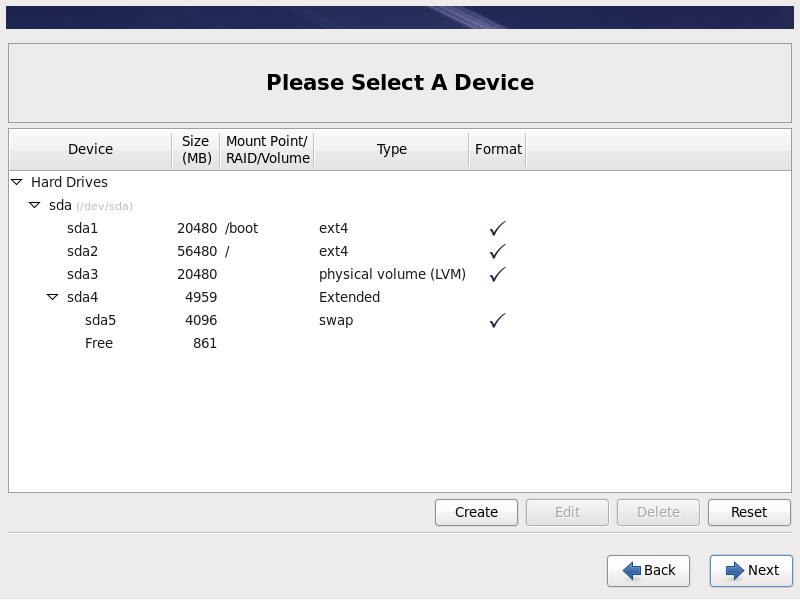 Please Select A Device
Device Size (MB) Mount Point/ RAID/Volume Type Format
Hard Drives
sda (/dev/sda)
sda1 20480 /boot ext4
sda2 56480 / ext4
sda3 20480 physical volume (LVM)
sda4 4959 Extended
sda5 4096 swap
Free 861
Create Edit Delete Reset
Back Next